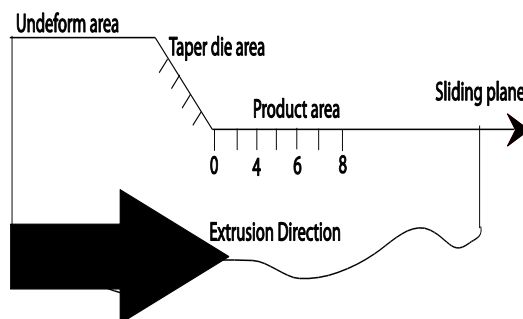 Undeform area
Taper die area
Product area
Sliding plane
0 4 6 8
Extrusion Direction